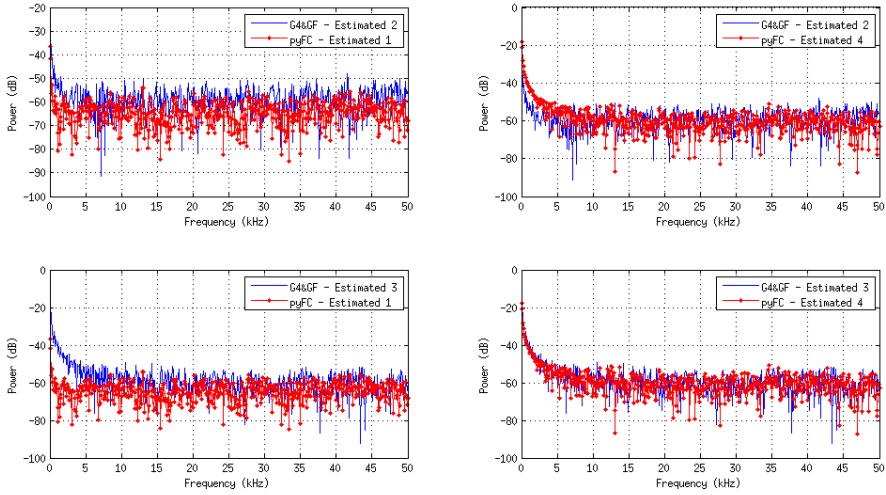 -20
-30
-40
-50
-60
-70
-80
-90
-100
Power (dB)
0 5 10 15 20 25 30 35 40 45 50
Frequency (kHz)
G4&GF - Estimated 2
pyFC - Estimated 1
0
-20
-40
-60
-80
-100
Power (dB)
0 5 10 15 20 25 30 35 40 45 50
Frequency (kHz)
G4&GF - Estimated 2
pyFC - Estimated 4
0
-20
-40
-60
-80
-100
Power (dB)
0 5 10 15 20 25 30 35 40 45 50
Frequency (kHz)
G4&GF - Estimated 3
pyFC - Estimated 1
0
-20
-40
-60
-80
-100
Power (dB)
0 5 10 15 20 25 30 35 40 45 50
Frequency (kHz)
G4&GF - Estimated 3
pyFC - Estimated 4